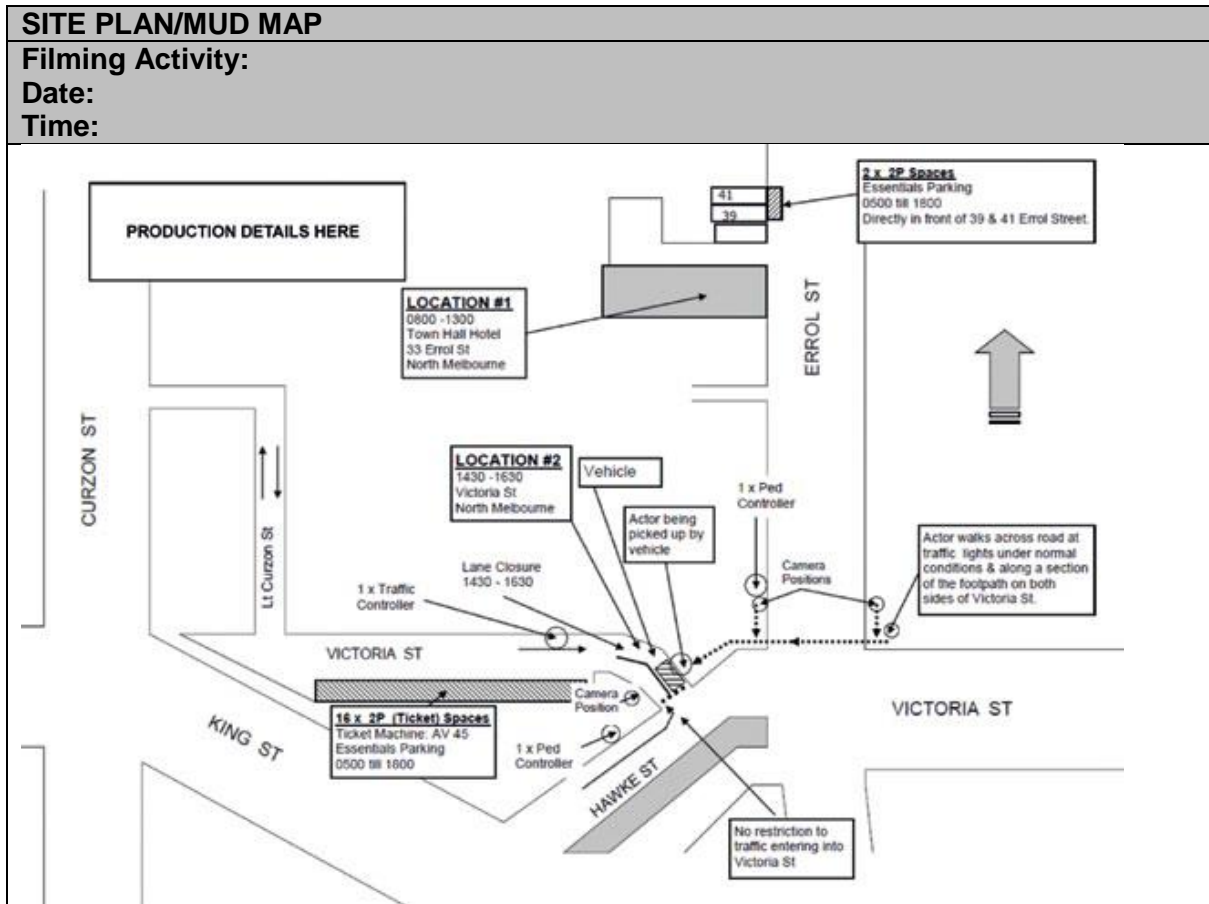 SITE PLAN/MUD MAP
Filming Activity:
Date:
Time:
PRODUCTION DETAILS HERE
41
39
2 x 2P Spaces
Essentials Parking
0500 till 1800
Directly in front of 39 & 41 Errol Street.
LOCATION #1
0800 -1300
Town Hall Hotel
33 Errol St
North Melbourne
ERROL ST
CURZON ST
Lt Curzon St
LOCATION #2
1430 -1630
Victoria St
North Melbourne
Vehicle
Actor being
picked up by
vehicle
1 x Ped
Controller
Camera
Positions
Actor walks across road at
traffic lights under normal
conditions & along a section
of the footpath on both
sides of Victoria St.
Lane Closure
1430 - 1630
1 x Traffic
Controller
VICTORIA ST
KING ST
16 x 2P (Ticket) Spaces
Ticket Machine: AV 45
Essentials Parking
0500 till 1800
Camera
Position
1 x Ped
Controller
HAWKE ST
VICTORIA ST
No restriction to
traffic entering into
Victoria St